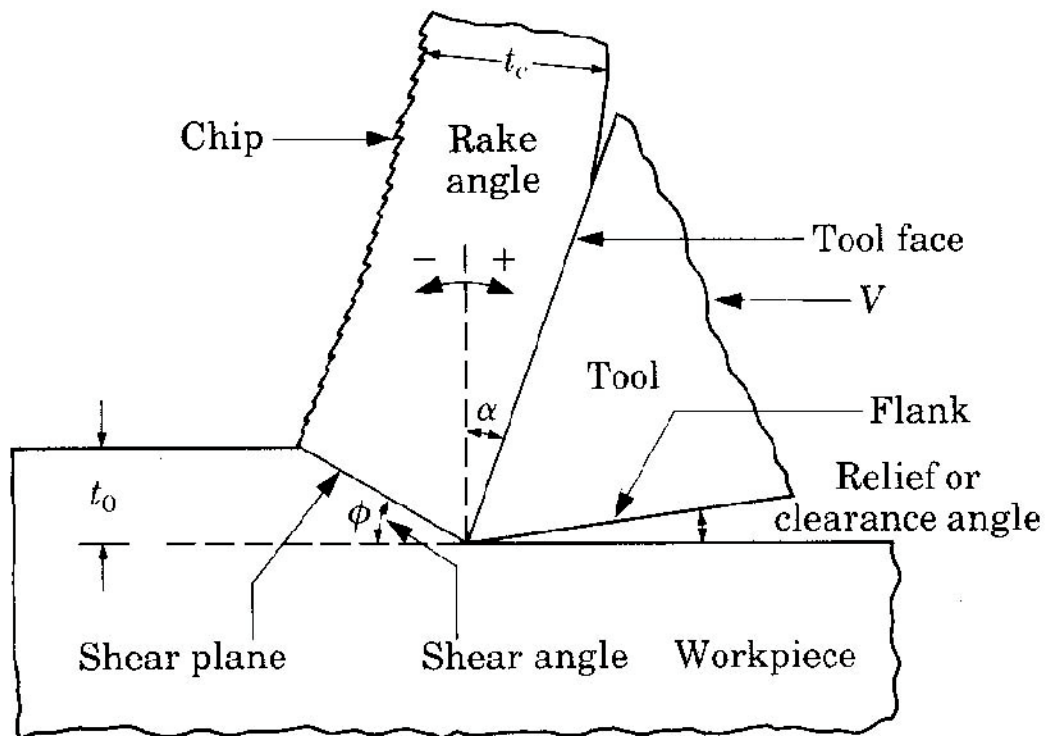 t_c
Chip
Rake
angle
Tool face
− +
V
Tool
α
Flank
t_0
ϕ
Relief or
clearance angle
Shear plane
Shear angle
Workpiece